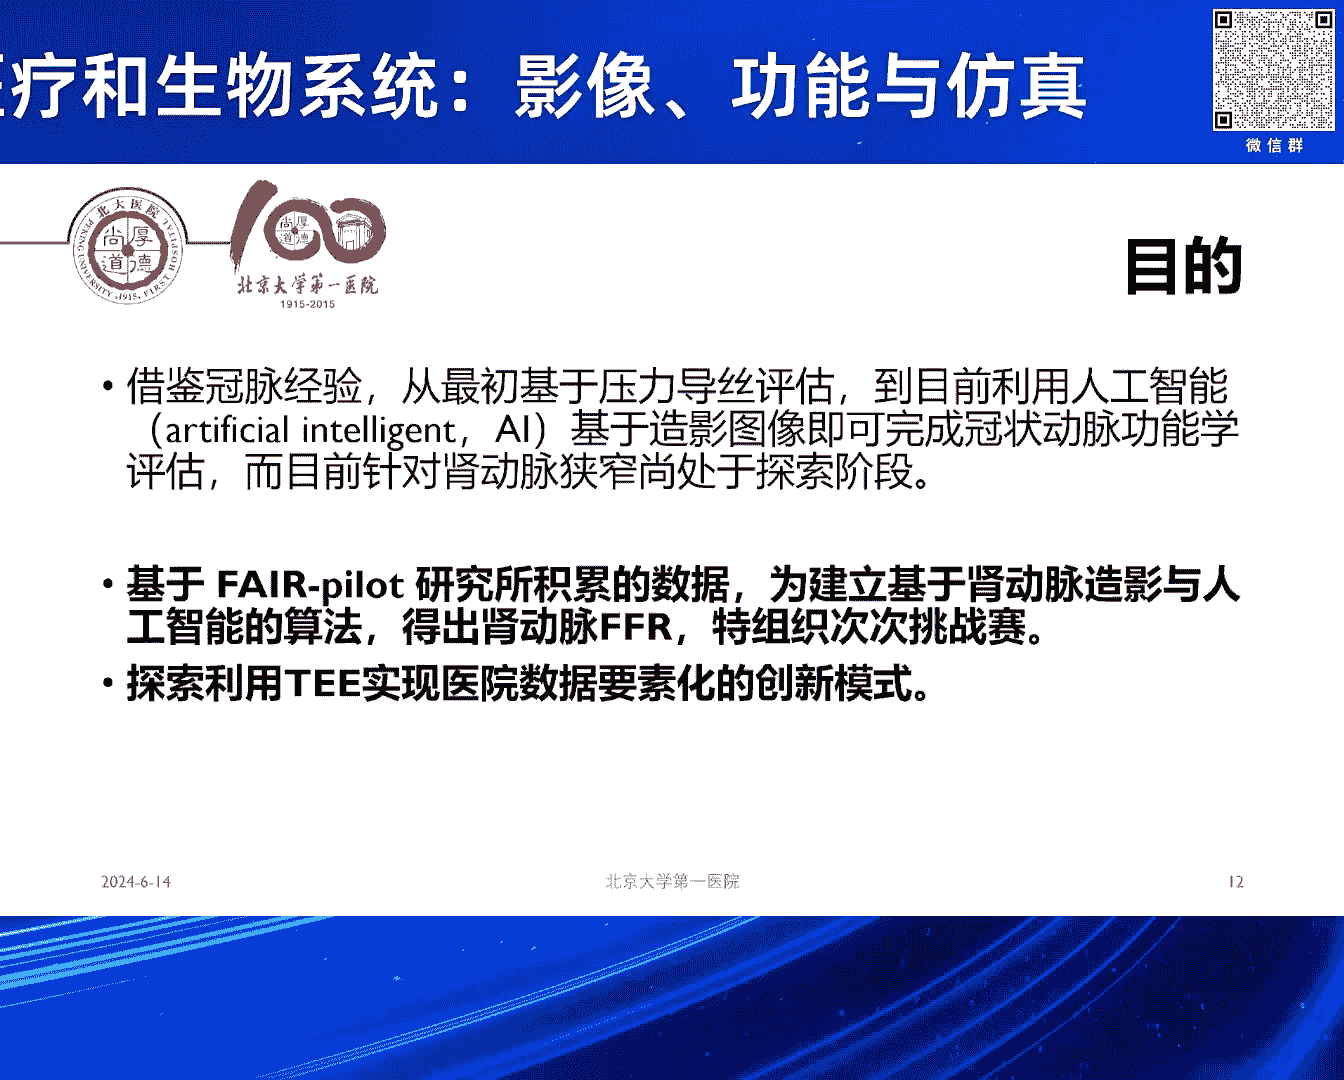 疗和生物系统：影像、功能与仿真
微信群
北大医院
PEKING UNIVERSITY ·1915· FIRST HOSPITAL
厚德尚道
北京大学第一医院
1915-2015
目的
• 借鉴冠脉经验，从最初基于压力导丝评估，到目前利用人工智能
（artificial intelligent，AI）基于造影图像即可完成冠状动脉功能学
评估，而目前针对肾动脉狭窄尚处于探索阶段。
• 基于 FAIR-pilot 研究所积累的数据，为建立基于肾动脉造影与人
工智能的算法，得出肾动脉FFR，特组织次次挑战赛。
• 探索利用TEE实现医院数据要素化的创新模式。
2024-6-14
北京大学第一医院
12